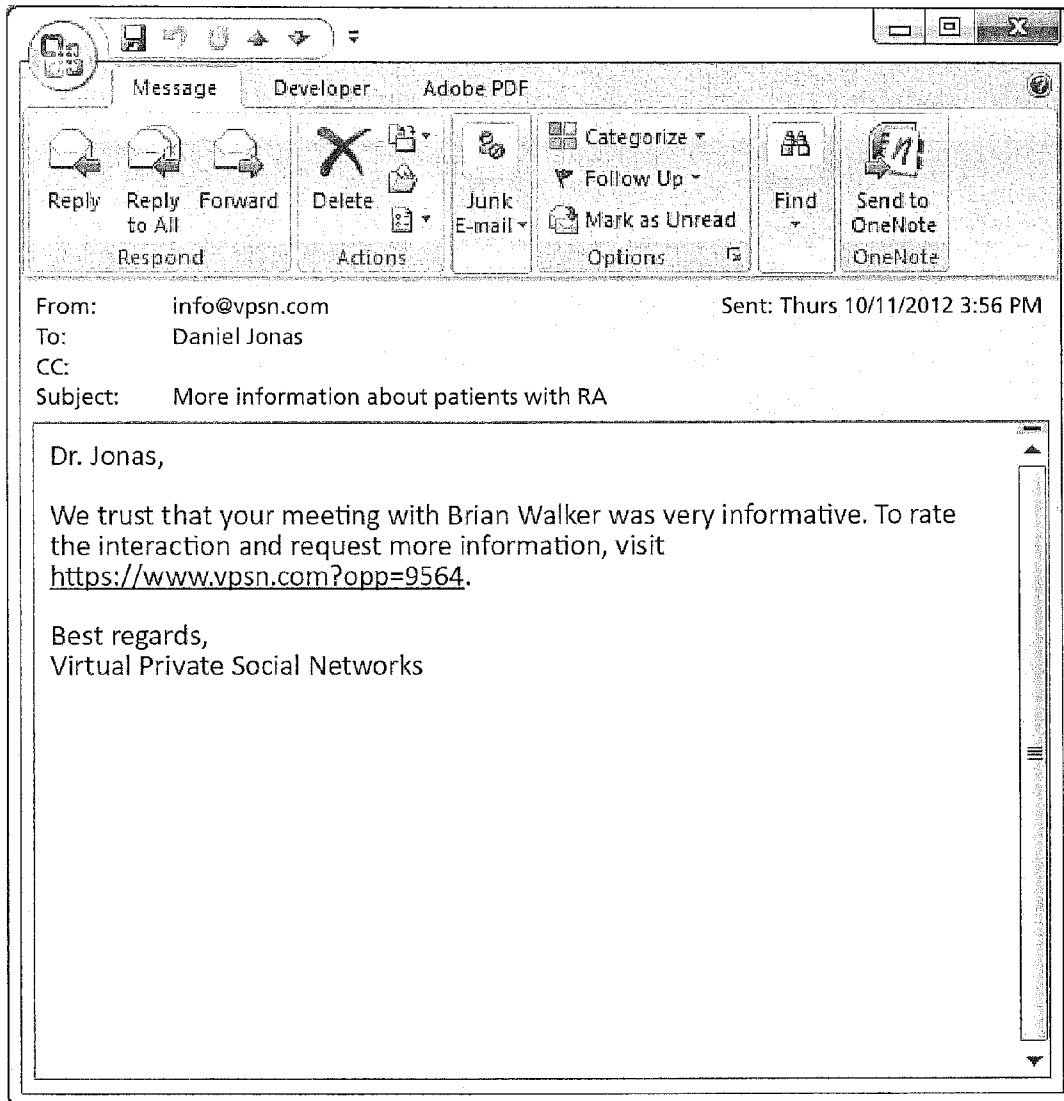 Message Developer Adobe PDF
Reply Reply to All Forward Delete Junk E-mail Categorize Follow Up Mark as Unread Find Send to OneNote
Respond Actions Options OneNote
From: info@vpsn.com Sent: Thurs 10/11/2012 3:56 PM
To: Daniel Jonas
CC:
Subject: More information about patients with RA
Dr. Jonas,
We trust that your meeting with Brian Walker was very informative. To rate
the interaction and request more information, visit
https://www.vpsn.com?opp=9564.
Best regards,
Virtual Private Social Networks